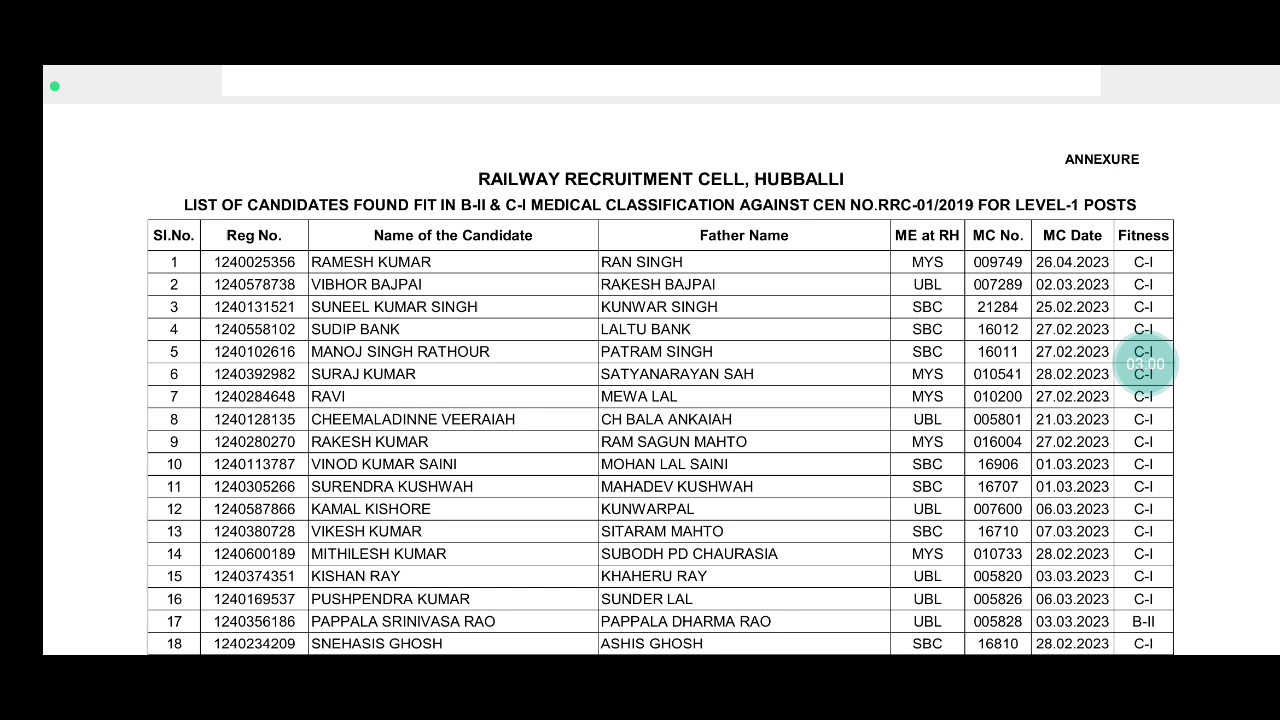 ANNEXURE
RAILWAY RECRUITMENT CELL, HUBBALLI
LIST OF CANDIDATES FOUND FIT IN B-II & C-I MEDICAL CLASSIFICATION AGAINST CEN NO.RRC-01/2019 FOR LEVEL-1 POSTS
Sl.No. Reg No. Name of the Candidate Father Name ME at RH MC No. MC Date Fitness
1 1240025356 RAMESH KUMAR RAN SINGH MYS 009749 26.04.2023 C-I
2 1240578738 VIBHOR BAJPAI RAKESH BAJPAI UBL 007289 02.03.2023 C-I
3 1240131521 SUNEEL KUMAR SINGH KUNWAR SINGH SBC 21284 25.02.2023 C-I
4 1240558102 SUDIP BANK LALTU BANK SBC 16012 27.02.2023 C-I
5 1240102616 MANOJ SINGH RATHOUR PATRAM SINGH SBC 16011 27.02.2023 C-I
03:00
6 1240392982 SURAJ KUMAR SATYANARAYAN SAH MYS 010541 28.02.2023 C-I
7 1240284648 RAVI MEWA LAL MYS 010200 27.02.2023 C-I
8 1240128135 CHEEMALADINNE VEERAIAH CH BALA ANKAIAH UBL 005801 21.03.2023 C-I
9 1240280270 RAKESH KUMAR RAM SAGUN MAHTO MYS 016004 27.02.2023 C-I
10 1240113787 VINOD KUMAR SAINI MOHAN LAL SAINI SBC 16906 01.03.2023 C-I
11 1240305266 SURENDRA KUSHWAH MAHADEV KUSHWAH SBC 16707 01.03.2023 C-I
12 1240587866 KAMAL KISHORE KUNWARPAL UBL 007600 06.03.2023 C-I
13 1240380728 VIKESH KUMAR SITARAM MAHTO SBC 16710 07.03.2023 C-I
14 1240600189 MITHILESH KUMAR SUBODH PD CHAURASIA MYS 010733 28.02.2023 C-I
15 1240374351 KISHAN RAY KHAHERU RAY UBL 005820 03.03.2023 C-I
16 1240169537 PUSHPENDRA KUMAR SUNDER LAL UBL 005826 06.03.2023 C-I
17 1240356186 PAPPALA SRINIVASA RAO PAPPALA DHARMA RAO UBL 005828 03.03.2023 B-II
18 1240234209 SNEHASIS GHOSH ASHIS GHOSH SBC 16810 28.02.2023 C-I